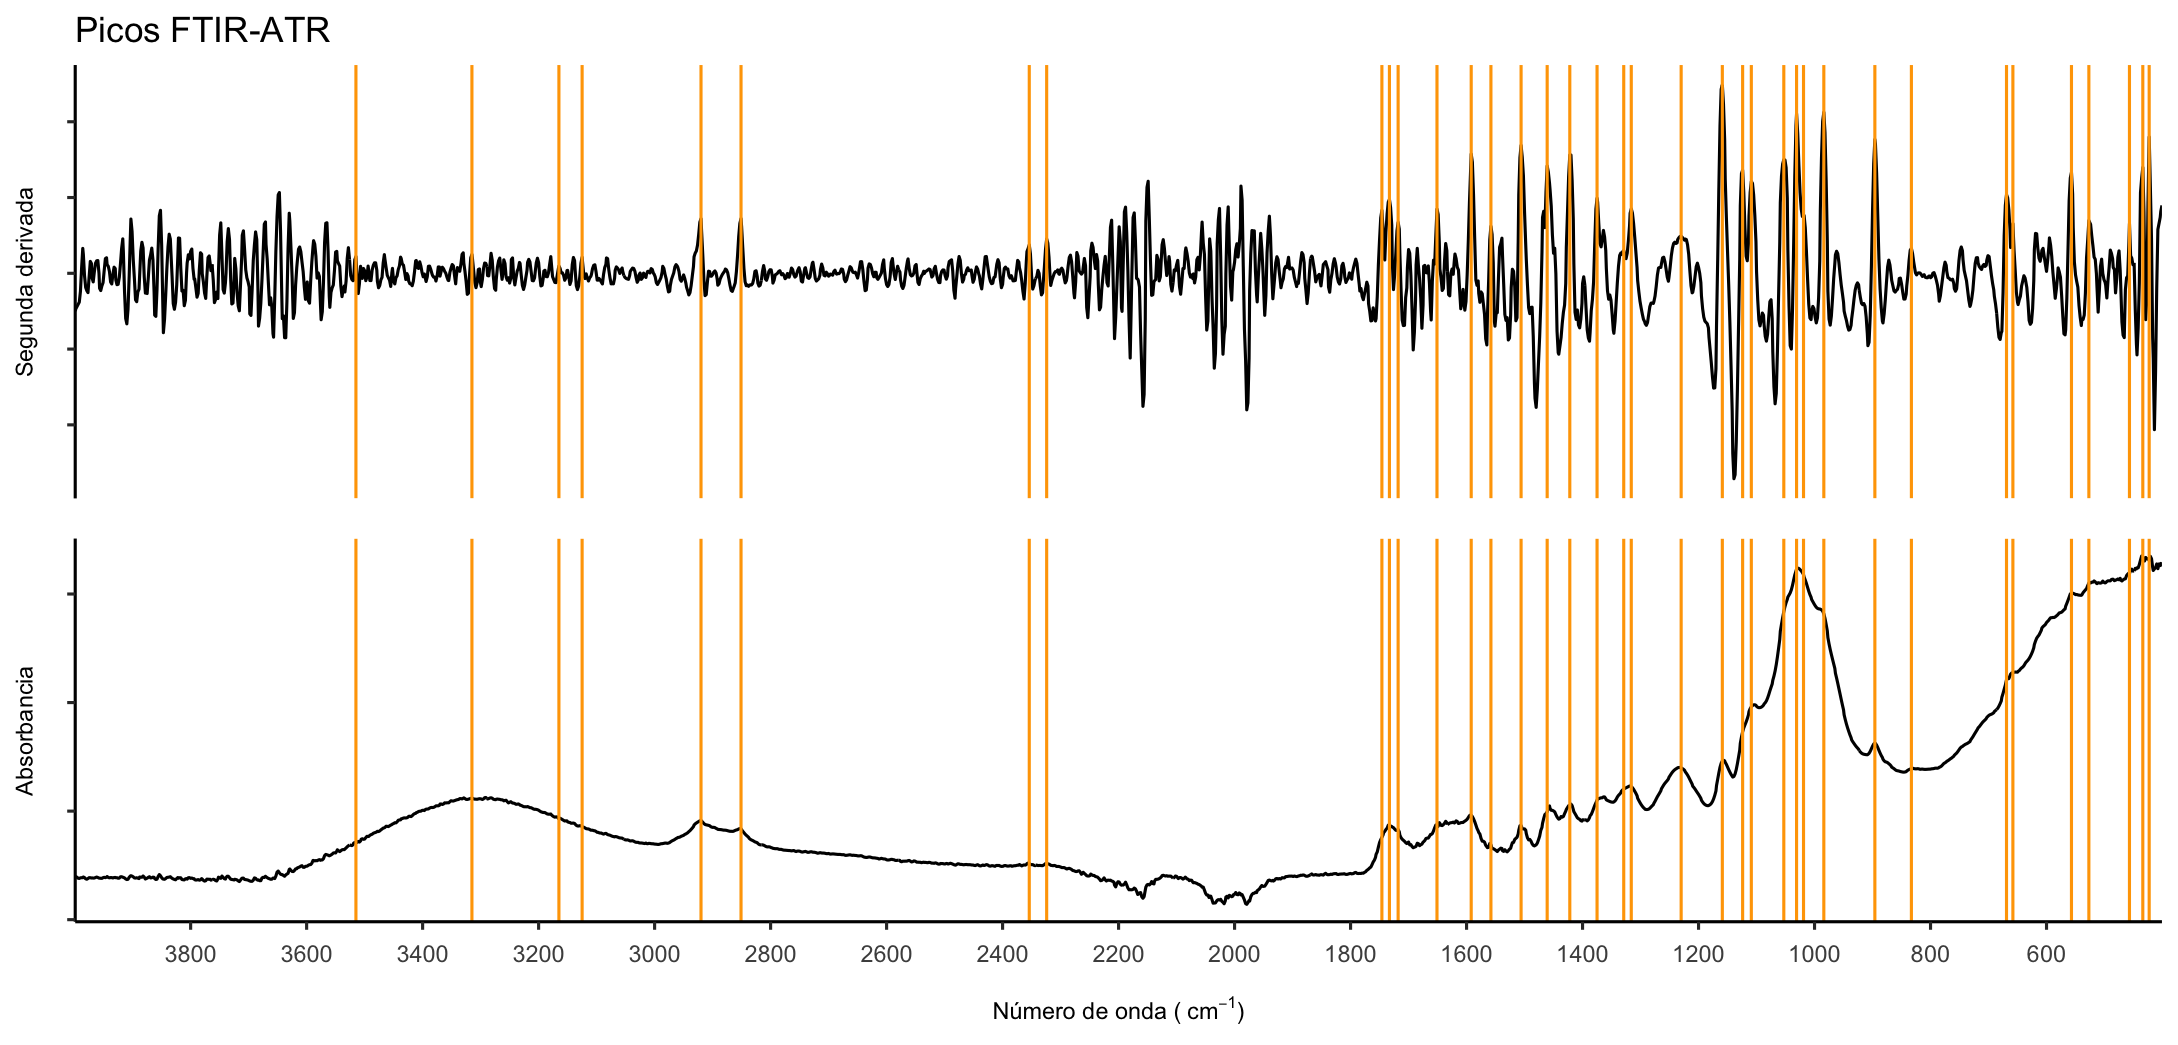 Picos FTIR-ATR
Segunda derivada
Absorbancia
3800 3600 3400 3200 3000 2800 2600 2400 2200 2000 1800 1600 1400 1200 1000 800 600
Número de onda ( cm⁻¹)